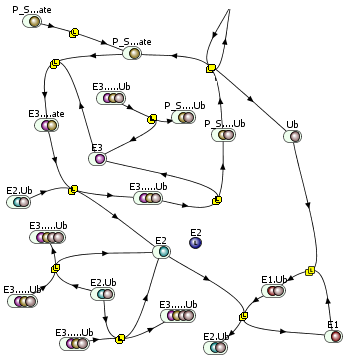 P_S...ate
P_S....ate
E3.....Ub
P_S....Ub
E3....ate
P_S....Ub
Ub
E3
E2.Ub
E3.....Ub
E2
E3.....Ub
E2
E1.Ub
E2.Ub
E3.....Ub
E3.....Ub
E3.....Ub
E2.Ub
E1